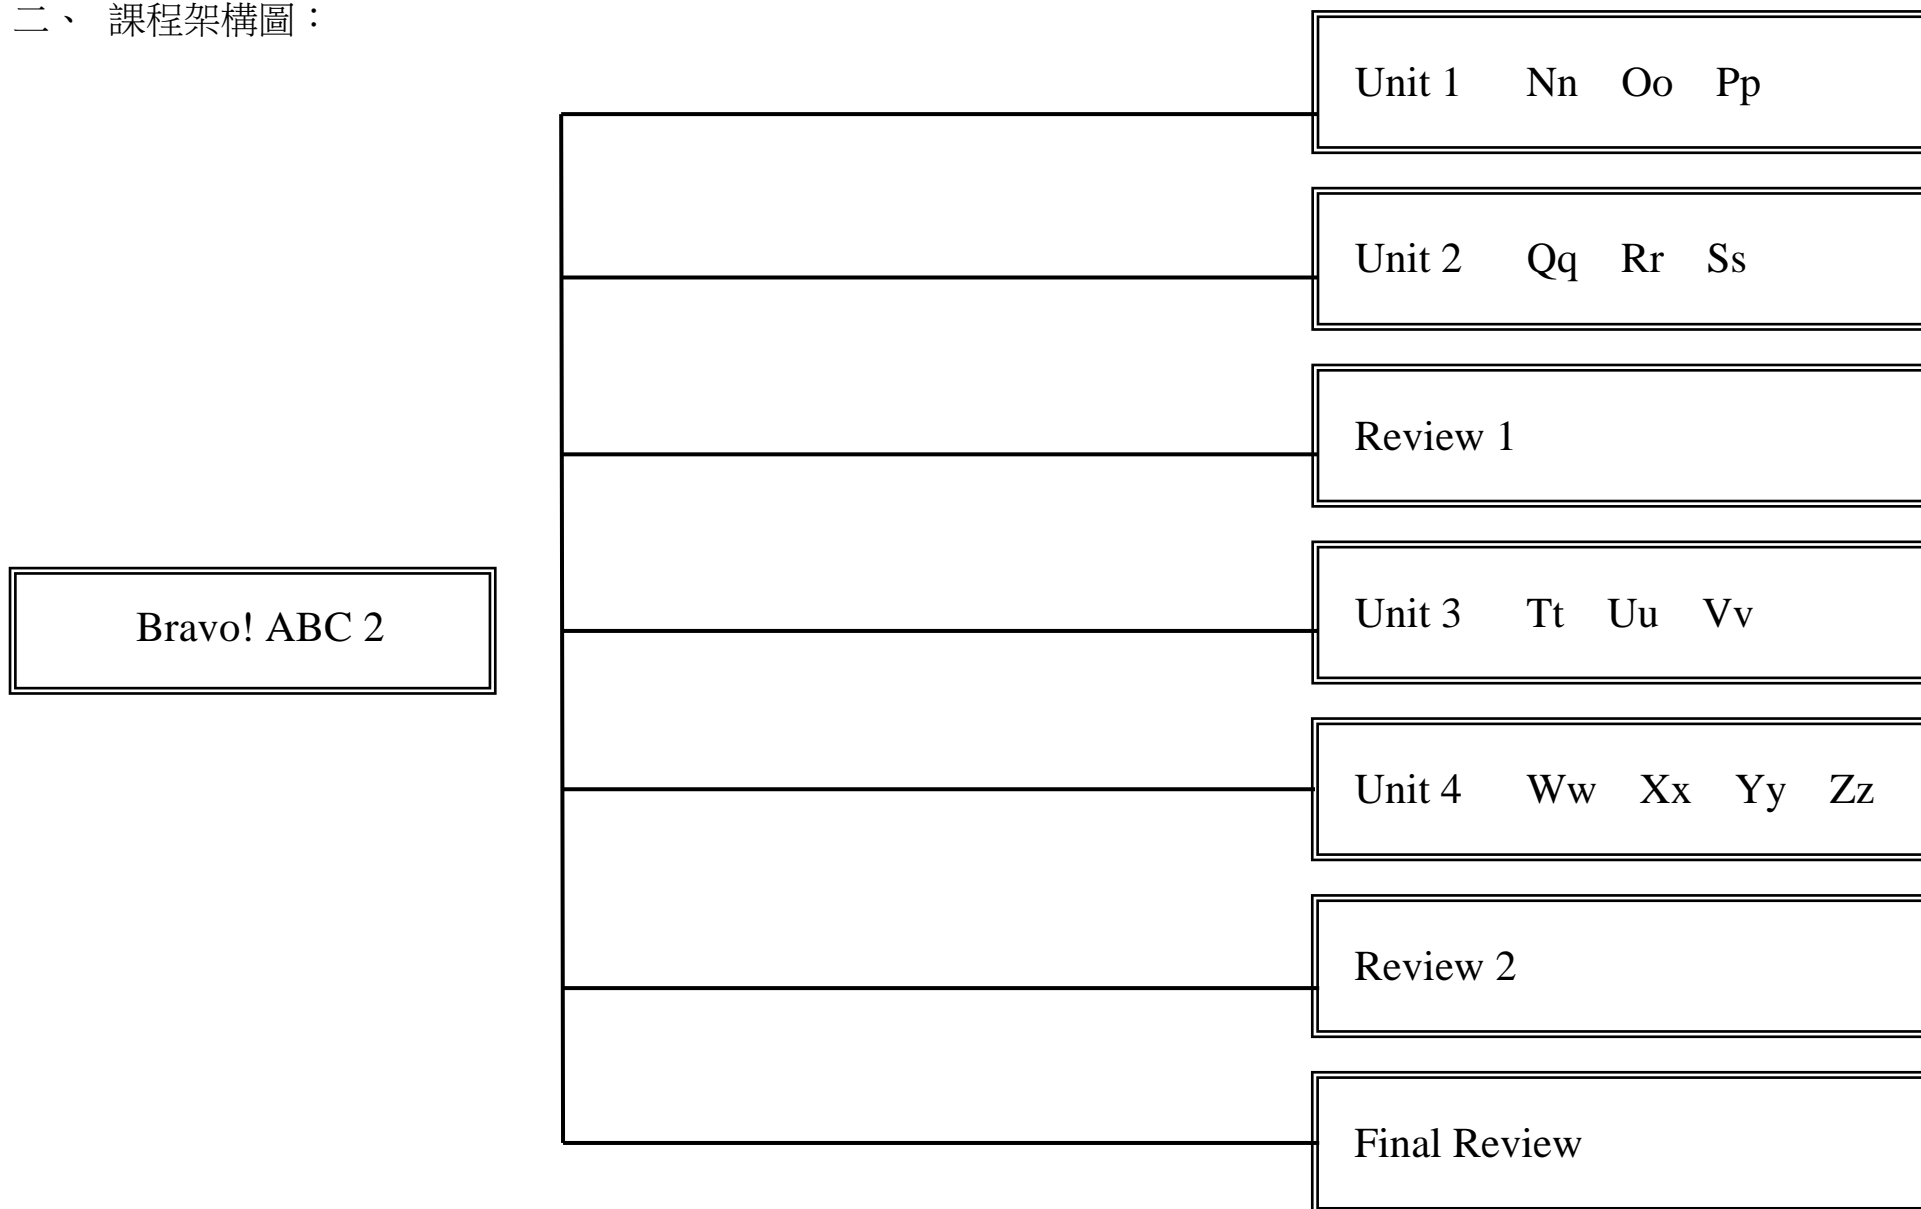 二、 課程架構圖：
Unit 1 Nn Oo Pp
Unit 2 Qq Rr Ss
Review 1
Unit 3 Tt Uu Vv
Bravo! ABC 2
Unit 4 Ww Xx Yy Zz
Review 2
Final Review